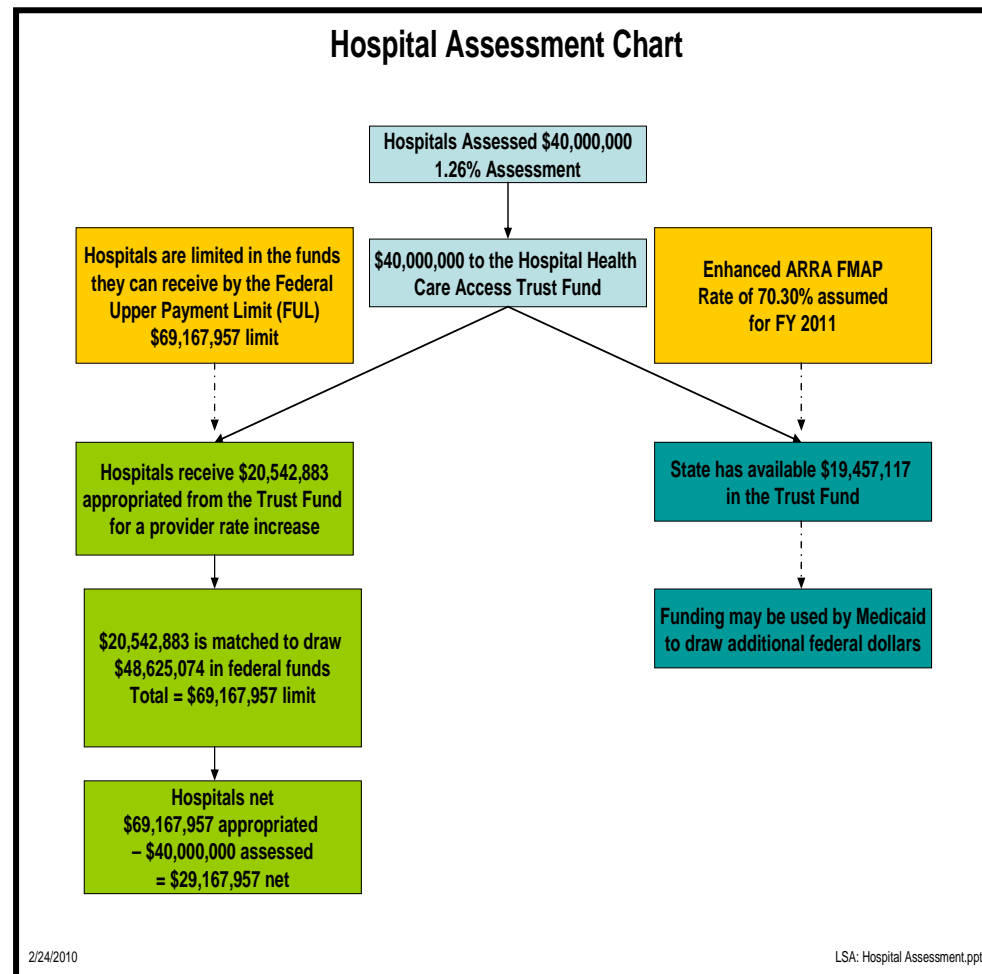 Hospital Assessment Chart
Hospitals Assessed $40,000,000
1.26% Assessment
Hospitals are limited in the funds
they can receive by the Federal
Upper Payment Limit (FUL)
$69,167,957 limit
$40,000,000 to the Hospital Health
Care Access Trust Fund
Enhanced ARRA FMAP
Rate of 70.30% assumed
for FY 2011
Hospitals receive $20,542,883
appropriated from the Trust Fund
for a provider rate increase
State has available $19,457,117
in the Trust Fund
$20,542,883 is matched to draw
$48,625,074 in federal funds
Total = $69,167,957 limit
Funding may be used by Medicaid
to draw additional federal dollars
Hospitals net
$69,167,957 appropriated
– $40,000,000 assessed
= $29,167,957 net
2/24/2010
LSA: Hospital Assessment.ppt